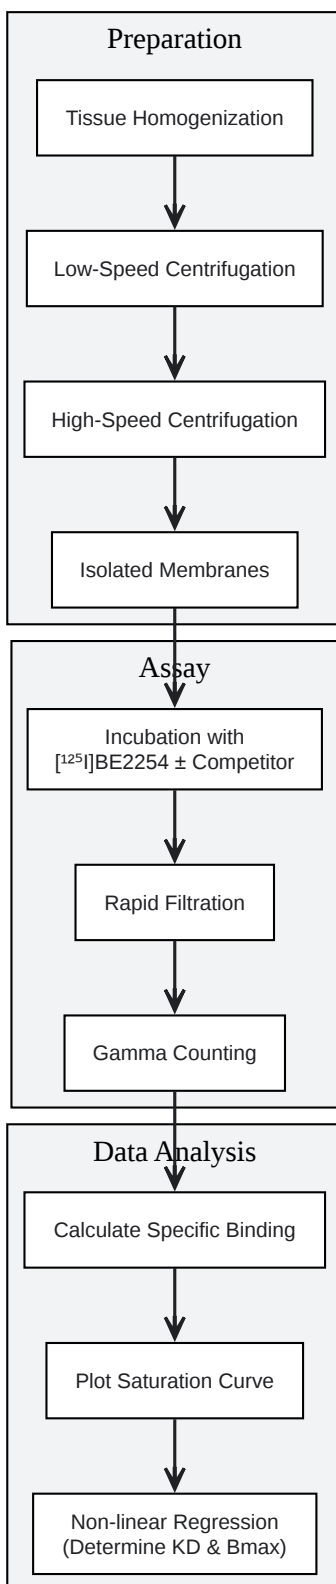 Preparation
Tissue Homogenization
Low-Speed Centrifugation
High-Speed Centrifugation
Isolated Membranes
Assay
Incubation with
[¹²⁵I]BE2254 ± Competitor
Rapid Filtration
Gamma Counting
Data Analysis
Calculate Specific Binding
Plot Saturation Curve
Non-linear Regression
(Determine KD & Bmax)